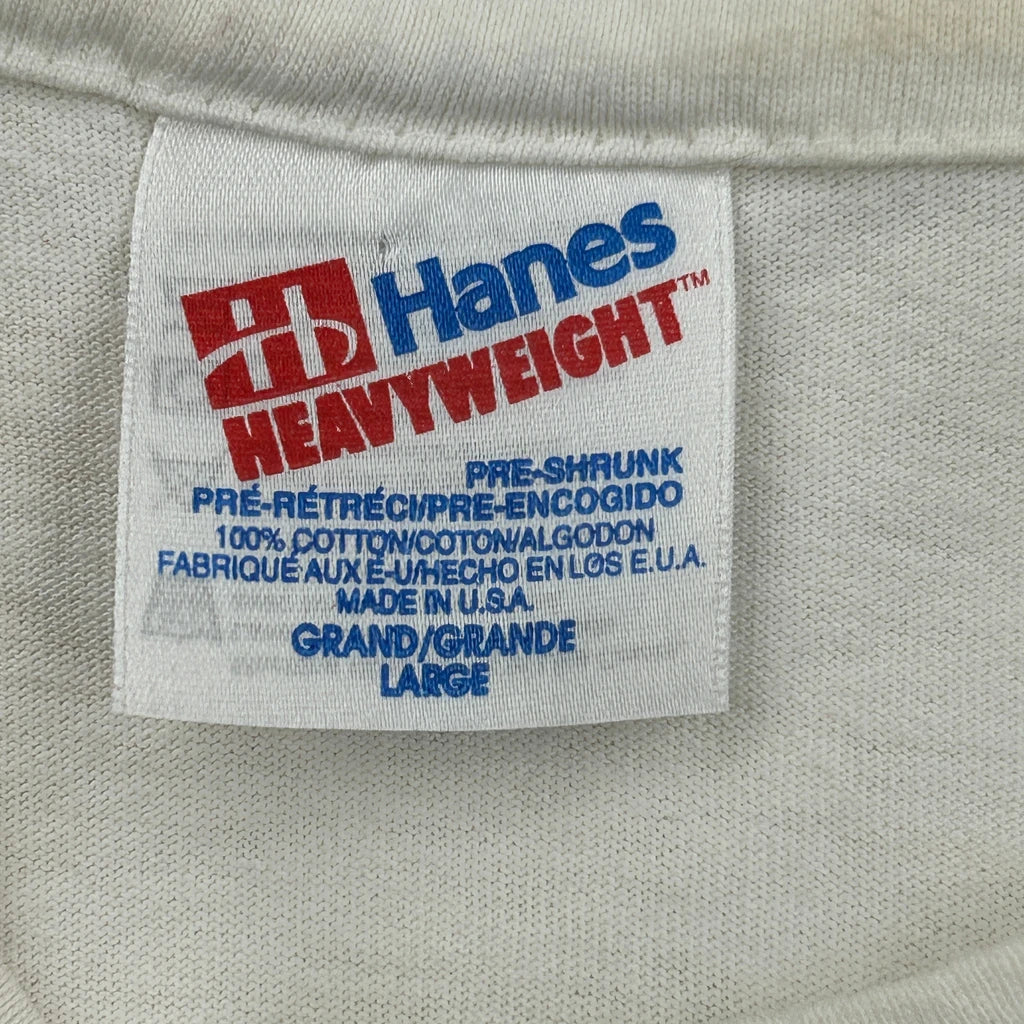 Hanes
HEAVYWEIGHT™
PRE-SHRUNK
PRÉ-RÉTRÉCI/PRE-ENCOGIDO
100% COTTON/COTON/ALGODON
FABRIQUÉ AUX É-U/HECHO EN LOS E.U.A.
MADE IN U.S.A.
GRAND/GRANDE
LARGE